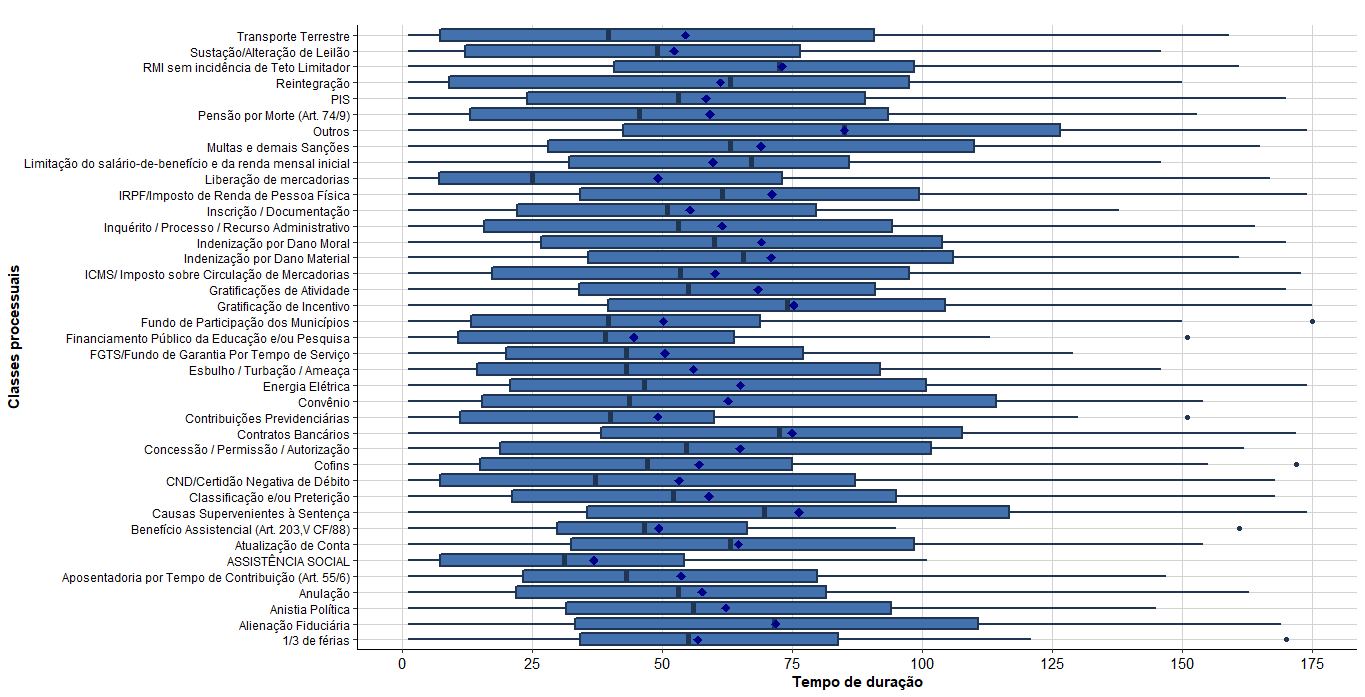 Classes processuais
Transporte Terrestre
Sustação/Alteração de Leilão
RMI sem incidência de Teto Limitador
Reintegração
PIS
Pensão por Morte (Art. 74/9)
Outros
Multas e demais Sanções
Limitação do salário-de-benefício e da renda mensal inicial
Liberação de mercadorias
IRPF/Imposto de Renda de Pessoa Física
Inscrição / Documentação
Inquérito / Processo / Recurso Administrativo
Indenização por Dano Moral
Indenização por Dano Material
ICMS/ Imposto sobre Circulação de Mercadorias
Gratificações de Atividade
Gratificação de Incentivo
Fundo de Participação dos Municípios
Financiamento Público da Educação e/ou Pesquisa
FGTS/Fundo de Garantia Por Tempo de Serviço
Esbulho / Turbação / Ameaça
Energia Elétrica
Convênio
Contribuições Previdenciárias
Contratos Bancários
Concessão / Permissão / Autorização
Cofins
CND/Certidão Negativa de Débito
Classificação e/ou Preterição
Causas Supervenientes à Sentença
Benefício Assistencial (Art. 203,V CF/88)
Atualização de Conta
ASSISTÊNCIA SOCIAL
Aposentadoria por Tempo de Contribuição (Art. 55/6)
Anulação
Anistia Política
Alienação Fiduciária
1/3 de férias
0 25 50 75 100 125 150 175
Tempo de duração